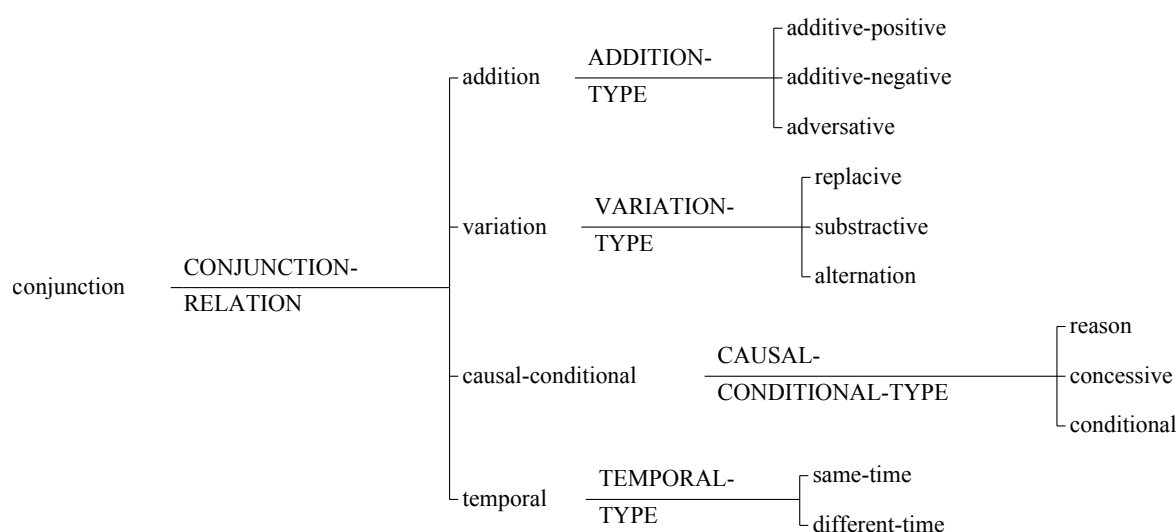 additive-positive
ADDITION-
addition
additive-negative
TYPE
adversative
replacive
VARIATION-
variation
substractive
TYPE
alternation
CONJUNCTION-
conjunction
RELATION
reason
CAUSAL-
causal-conditional
concessive
CONDITIONAL-TYPE
conditional
TEMPORAL-
same-time
temporal
TYPE
different-time